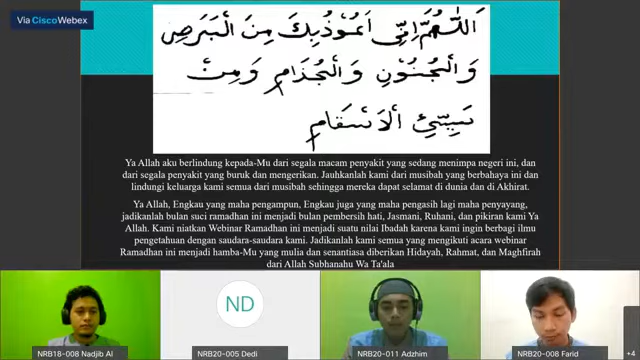 Via Cisco Webex
اَللّٰهُمَّ اِنِّيْ اَعُوْذُبِكَ مِنَ الْبَرَصِ
وَالْجُنُوْنِ وَالْجُذَامِ وَمِنْ
سَيِّئِ الْاَسْقَامِ
Ya Allah aku berlindung kepada-Mu dari segala macam penyakit yang sedang menimpa negeri ini, dan
dari segala penyakit yang buruk dan mengerikan. Jauhkanlah kami dari musibah yang berbahaya ini dan
lindungi keluarga kami semua dari musibah sehingga mereka dapat selamat di dunia dan di Akhirat.
Ya Allah, Engkau yang maha pengampun, Engkau juga yang maha pengasih lagi maha penyayang,
jadikanlah bulan suci ramadhan ini menjadi bulan pembersih hati, Jasmani, Ruhani, dan pikiran kami Ya
Allah. Kami niatkan Webinar Ramadhan ini menjadi suatu nilai Ibadah karena kami ingin berbagi ilmu
pengetahuan dengan saudara-saudara kami. Jadikanlah kami semua yang mengikuti acara webinar
Ramadhan ini menjadi hamba-Mu yang mulia dan senantiasa diberikan Hidayah, Rahmat, dan Maghfirah
dari Allah Subhanahu Wa Ta'ala
ND
NRB18-008 Nadjib Al
NRB20-005 Dedi
NRB20-011 Adzhim
NRB20-008 Farid
+4